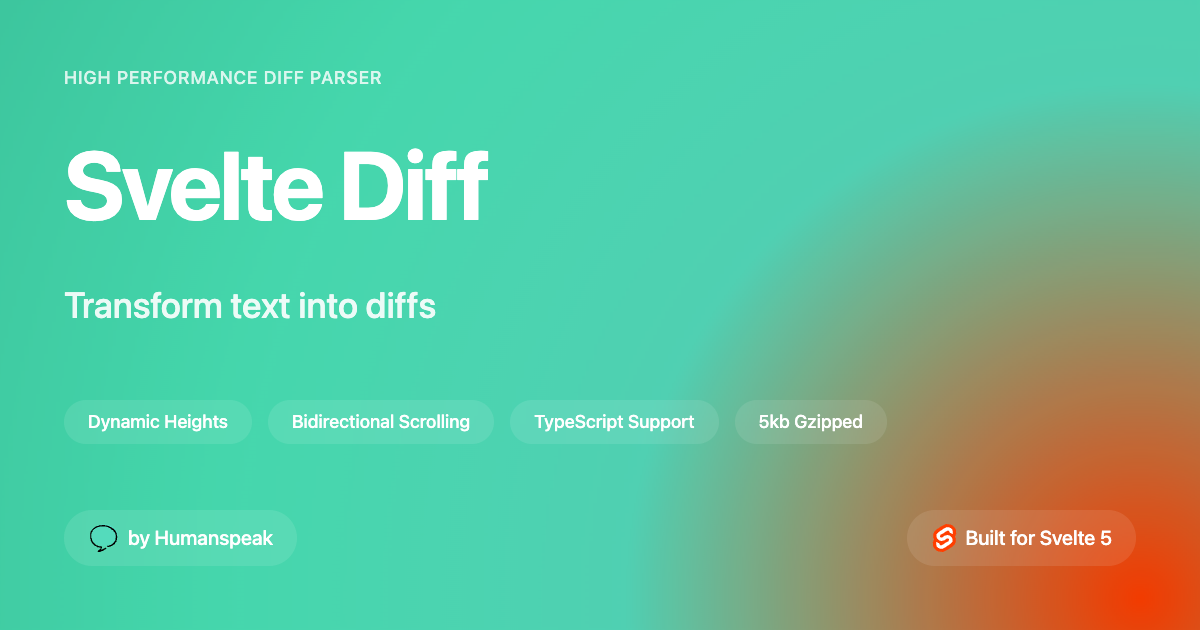 HIGH PERFORMANCE DIFF PARSER
Svelte Diff
Transform text into diffs
Dynamic Heights
Bidirectional Scrolling
TypeScript Support
5kb Gzipped
by Humanspeak
Built for Svelte 5